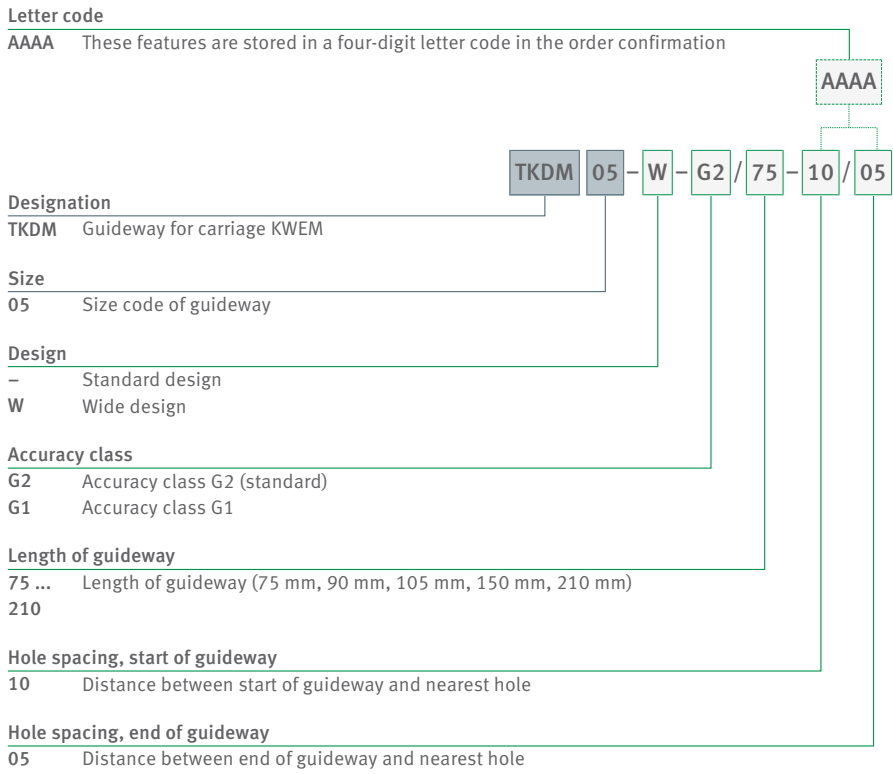 Letter code
AAAA These features are stored in a four-digit letter code in the order confirmation
AAAA
TKDM 05 – W – G2 / 75 – 10 / 05
Designation
TKDM Guideway for carriage KWEM
Size
05 Size code of guideway
Design
– Standard design
W Wide design
Accuracy class
G2 Accuracy class G2 (standard)
G1 Accuracy class G1
Length of guideway
75 ... Length of guideway (75 mm, 90 mm, 105 mm, 150 mm, 210 mm)
210
Hole spacing, start of guideway
10 Distance between start of guideway and nearest hole
Hole spacing, end of guideway
05 Distance between end of guideway and nearest hole